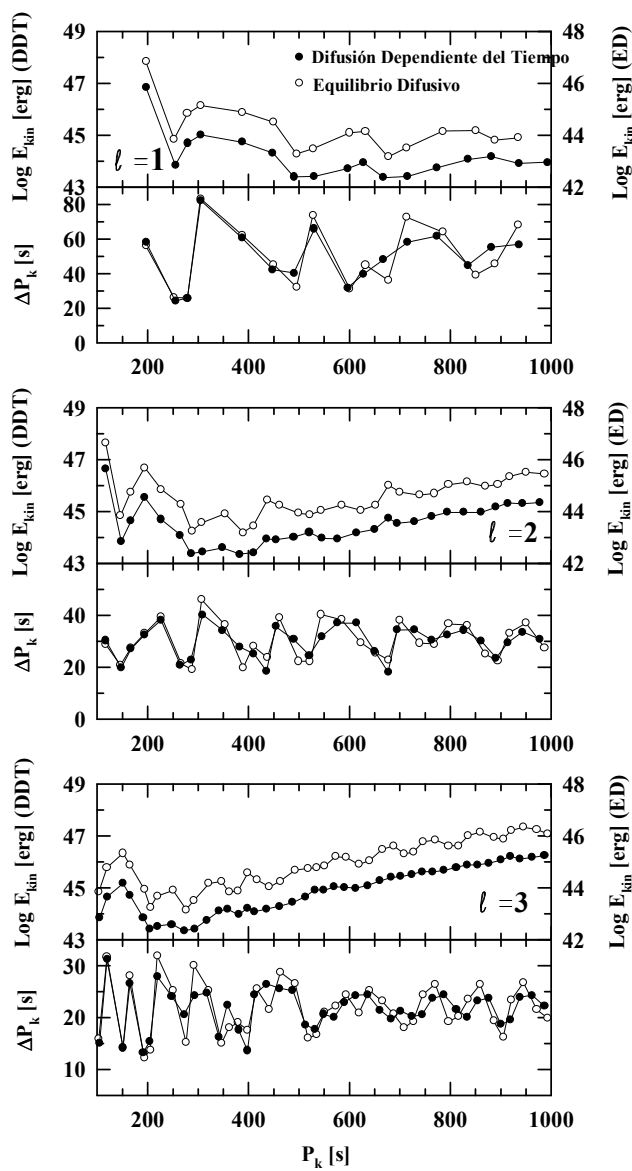 49
48
47
46
45
44
43
42
Log E_kin [erg] (DDT)
Log E_kin [erg] (ED)
Difusión Dependiente del Tiempo
Equilibrio Difusivo
ℓ =1
80
60
40
20
0
ΔP_k [s]
200 400 600 800 1000
49
48
47
46
45
44
43
42
Log E_kin [erg] (DDT)
Log E_kin [erg] (ED)
ℓ =2
40
20
0
ΔP_k [s]
200 400 600 800 1000
49
48
47
46
45
44
43
42
Log E_kin [erg] (DDT)
Log E_kin [erg] (ED)
ℓ =3
30
20
10
ΔP_k [s]
200 400 600 800 1000
P_k [s]